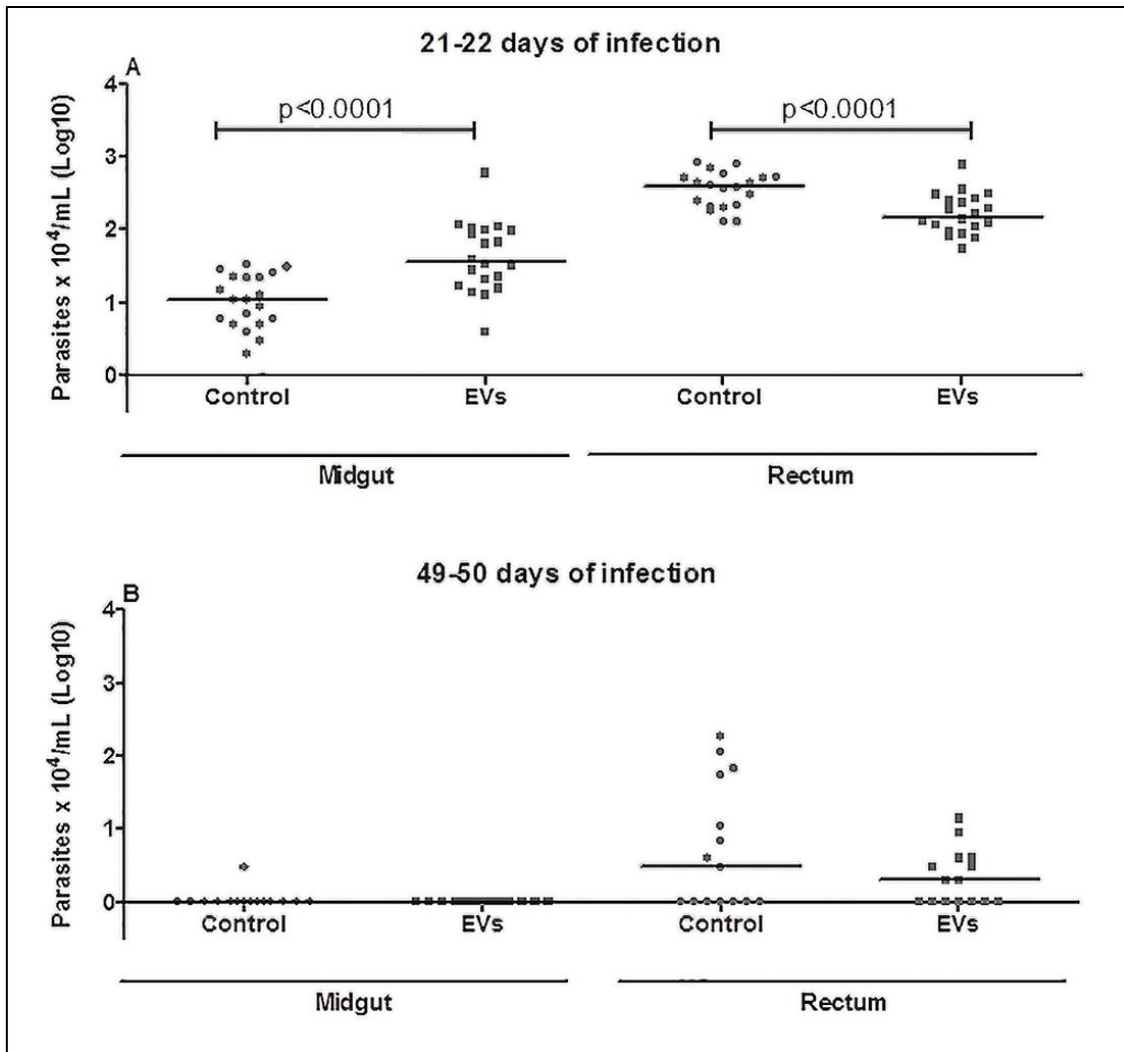 21-22 days of infection
A
Parasites x 10⁴/mL (Log10)
4
3
2
1
0
p<0.0001
p<0.0001
Control
EVs
Control
EVs
Midgut
Rectum
49-50 days of infection
B
Parasites x 10⁴/mL (Log10)
4
3
2
1
0
Control
EVs
Control
EVs
Midgut
Rectum